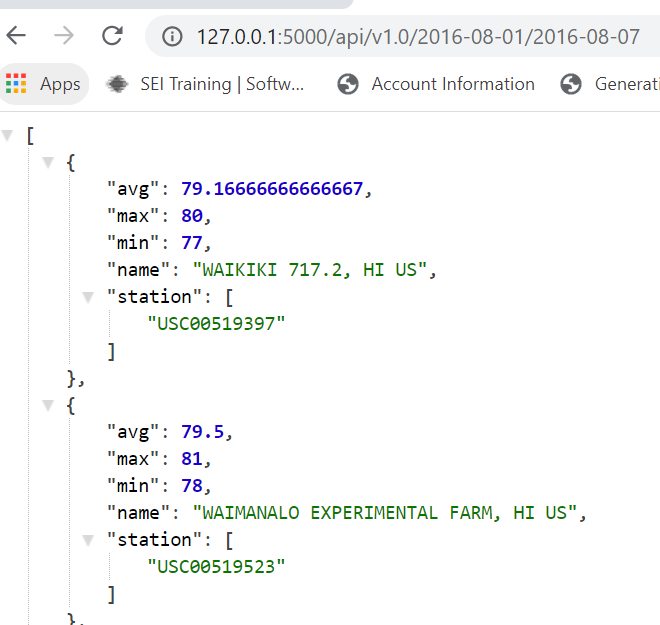 127.0.0.1:5000/api/v1.0/2016-08-01/2016-08-07
Apps SEI Training | Softw... Account Information Generati
[
{
"avg": 79.16666666666667,
"max": 80,
"min": 77,
"name": "WAIKIKI 717.2, HI US",
"station": [
"USC00519397"
]
},
{
"avg": 79.5,
"max": 81,
"min": 78,
"name": "WAIMANALO EXPERIMENTAL FARM, HI US",
"station": [
"USC00519523"
]
},